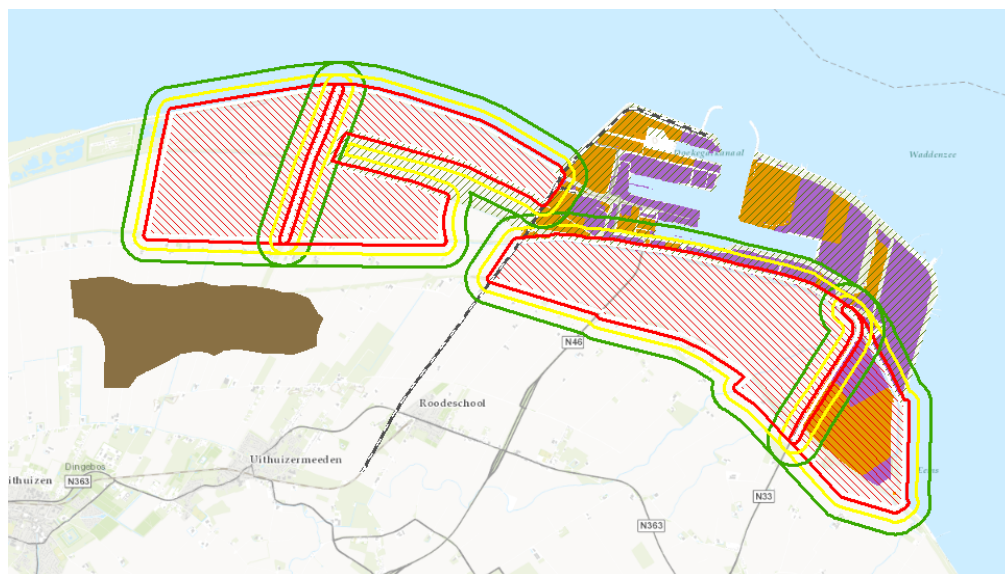 Doekegatkanaal
Waddenzee
N46
Roodeschool
Uithuizermeeden
Dingebos
ithuizen
N363
Eems
N33
N363